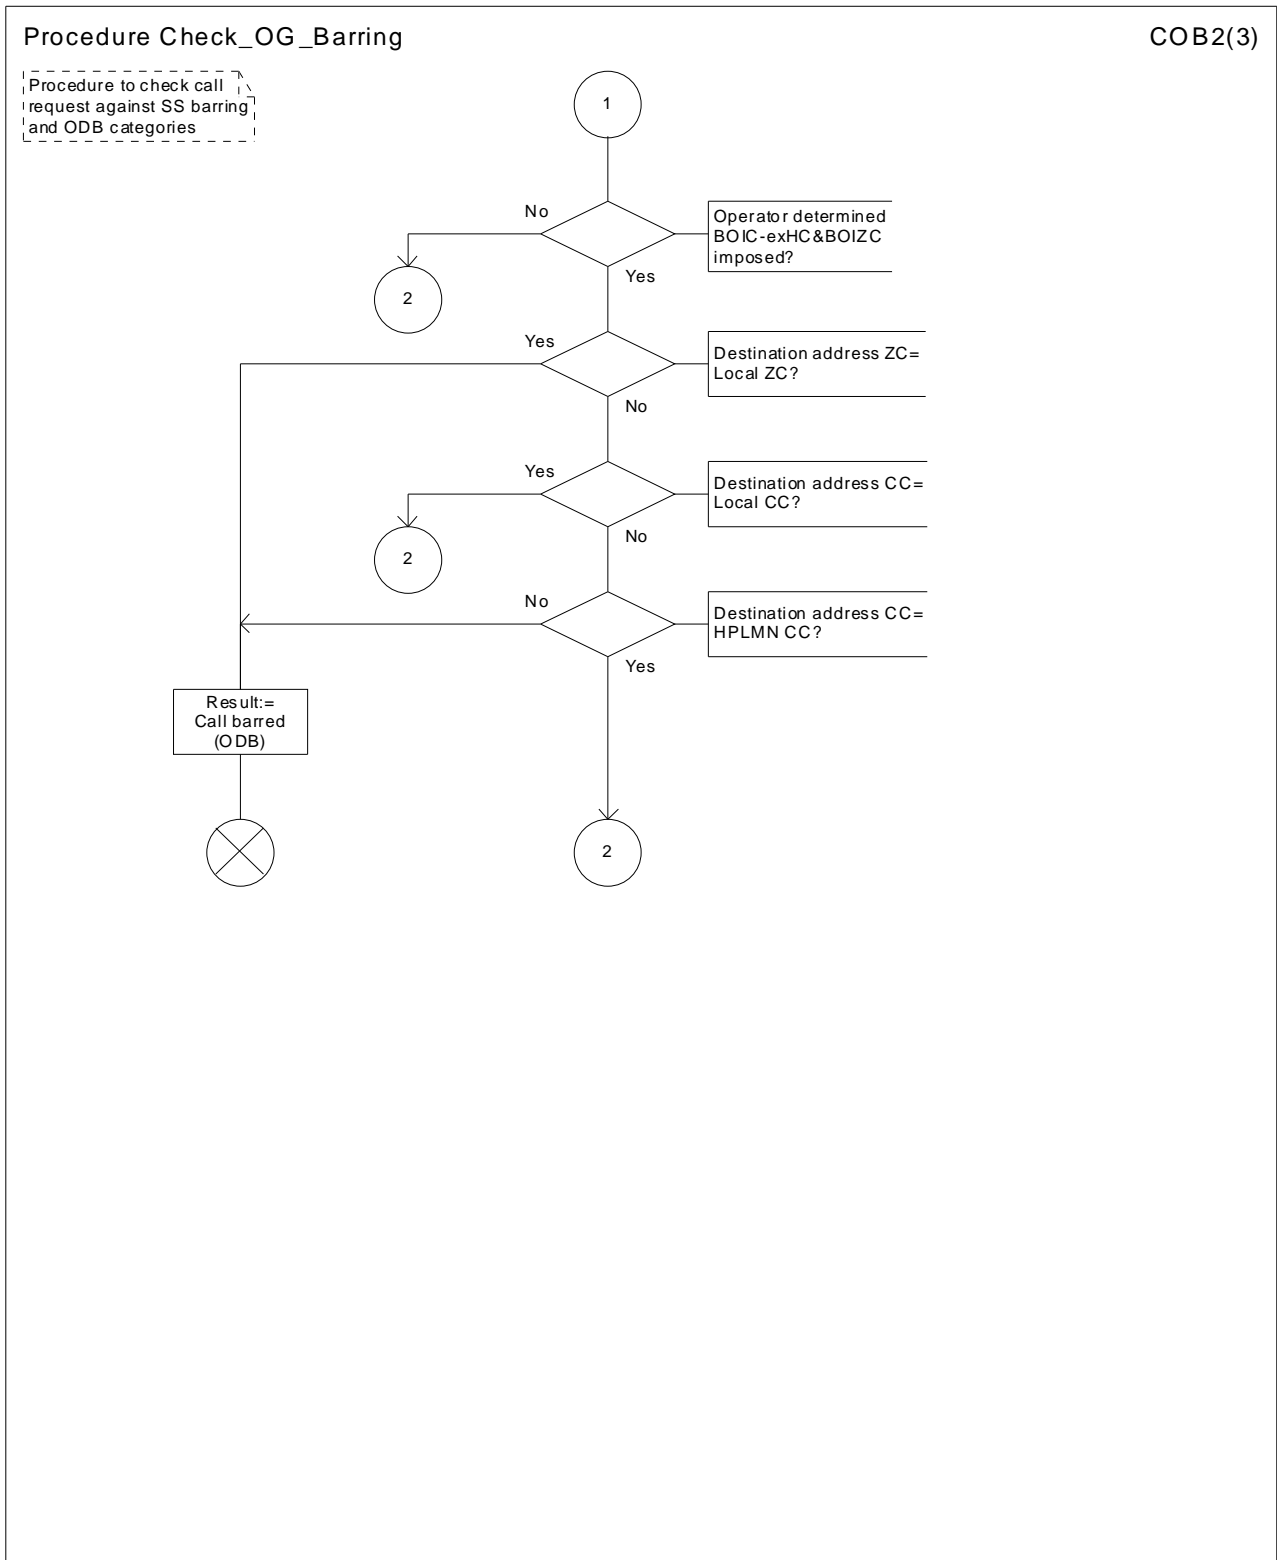 Procedure Check_OG_Barring
COB2(3)
Procedure to check call
request against SS barring
and ODB categories
1
No
Operator determined
BOIC-exHC&BOIZC
imposed?
Yes
2
Yes
Destination address ZC=
Local ZC?
No
Yes
Destination address CC=
Local CC?
No
2
No
Destination address CC=
HPLMN CC?
Yes
Result:=
Call barred
(ODB)
2